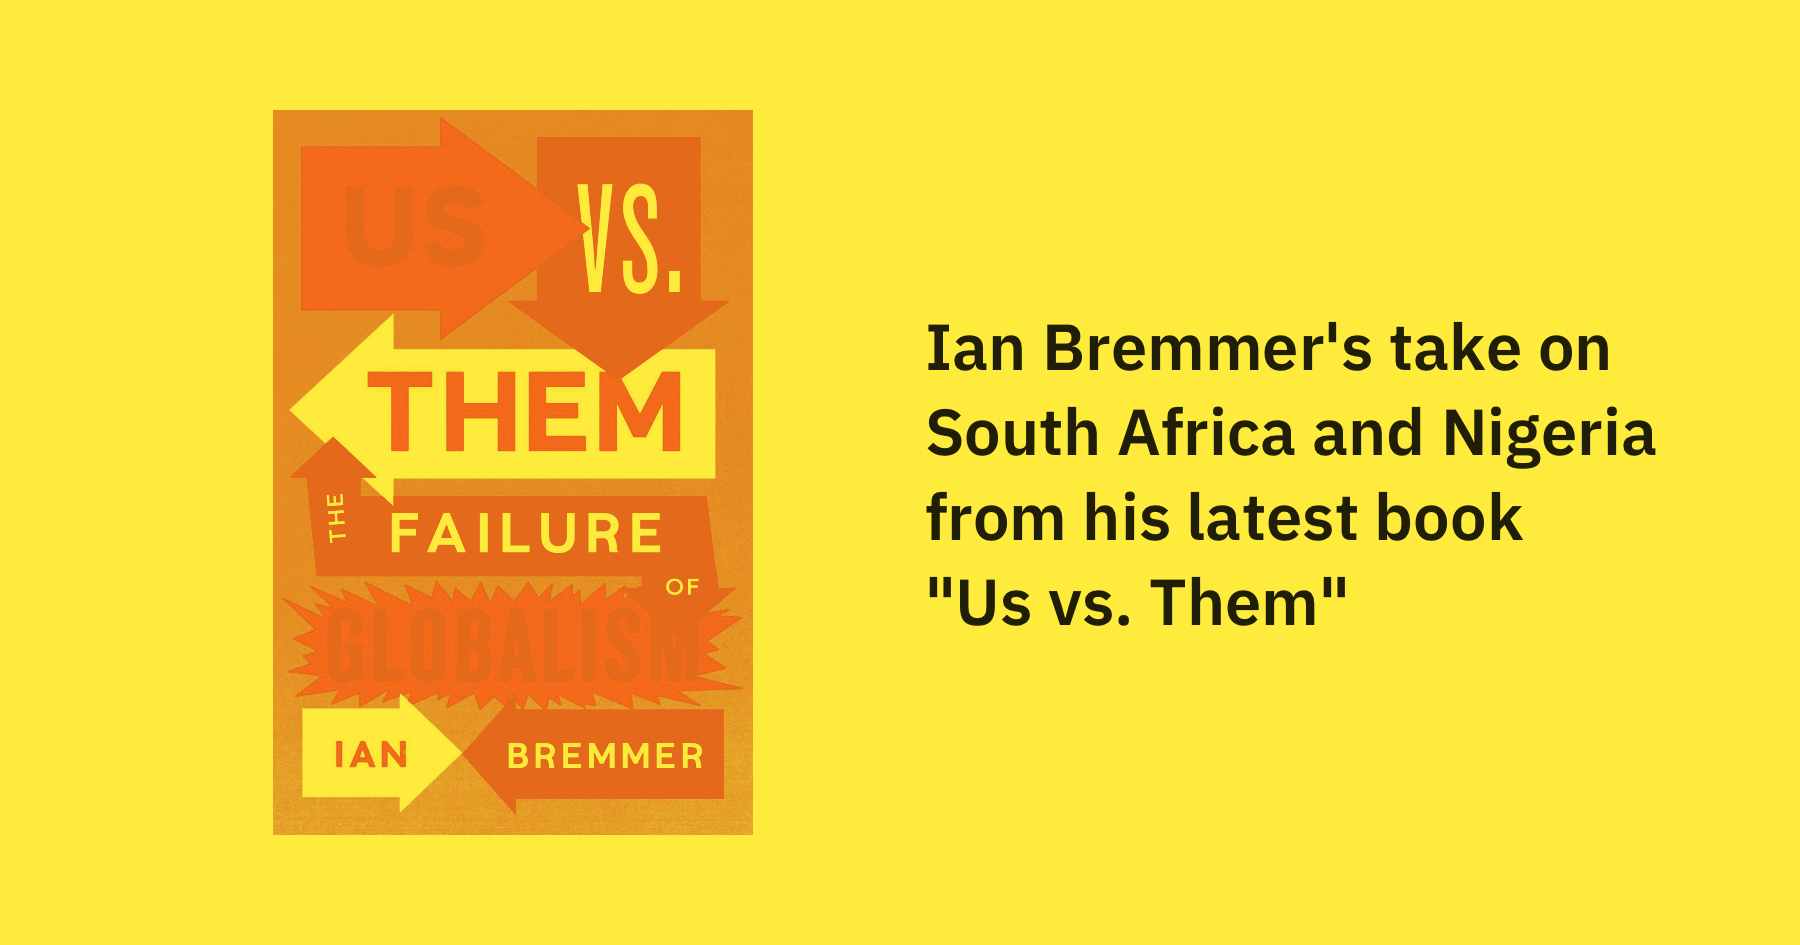 US
VS.
THEM
THE
FAILURE
OF
GLOBALISM
IAN
BREMMER
Ian Bremmer's take on
South Africa and Nigeria
from his latest book
"Us vs. Them"